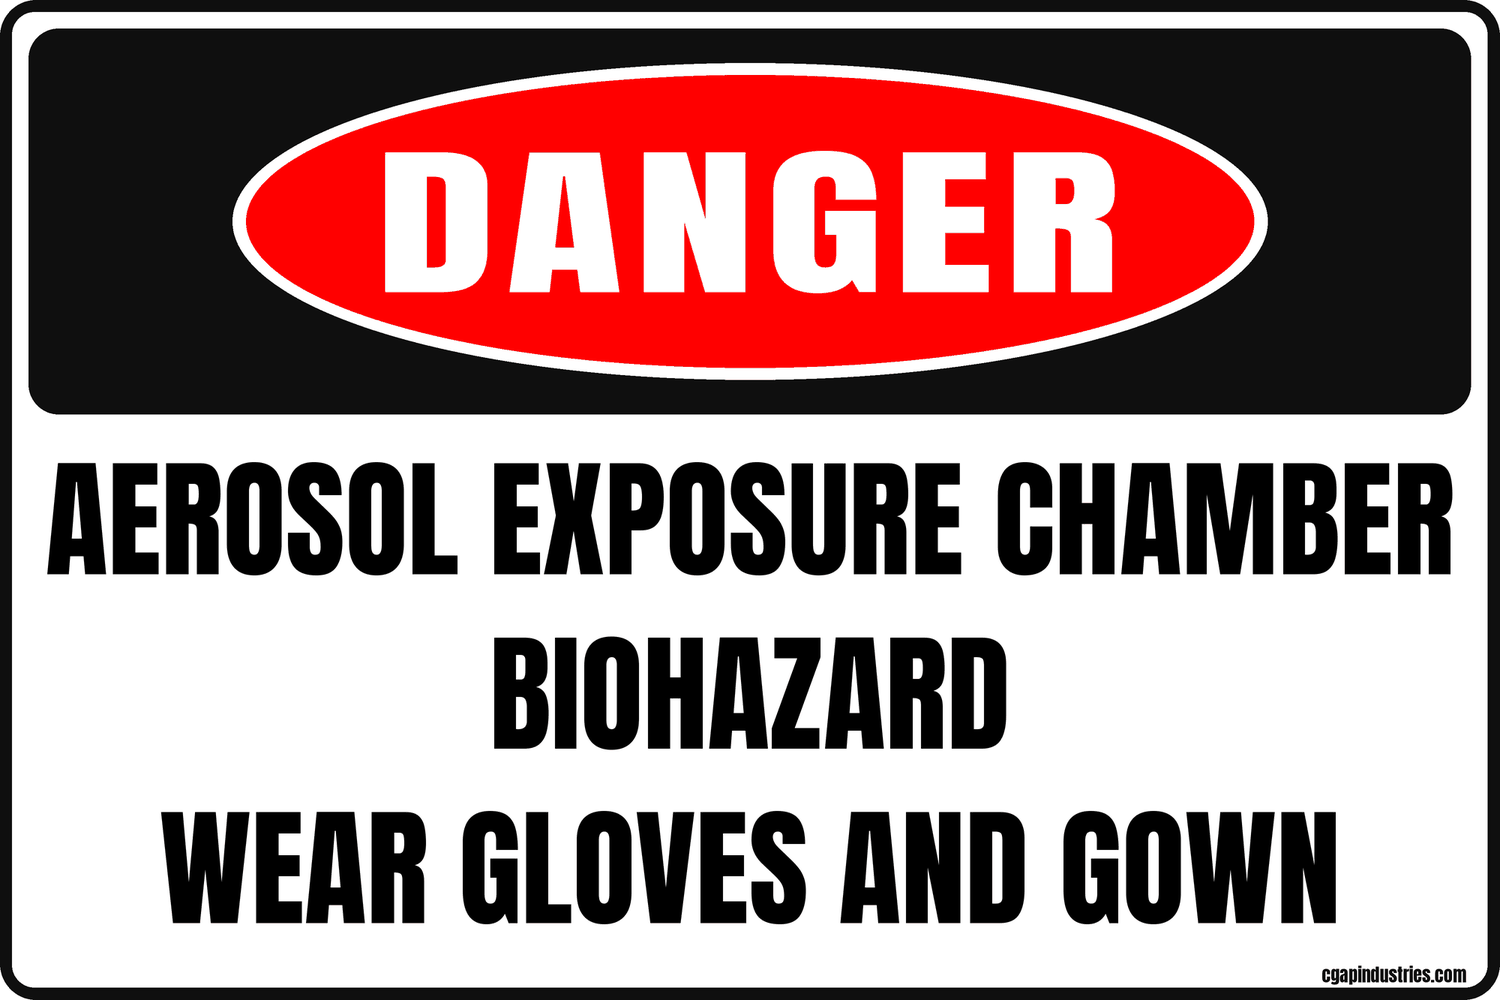 DANGER
AEROSOL EXPOSURE CHAMBER
BIOHAZARD
WEAR GLOVES AND GOWN
cgapindustries.com